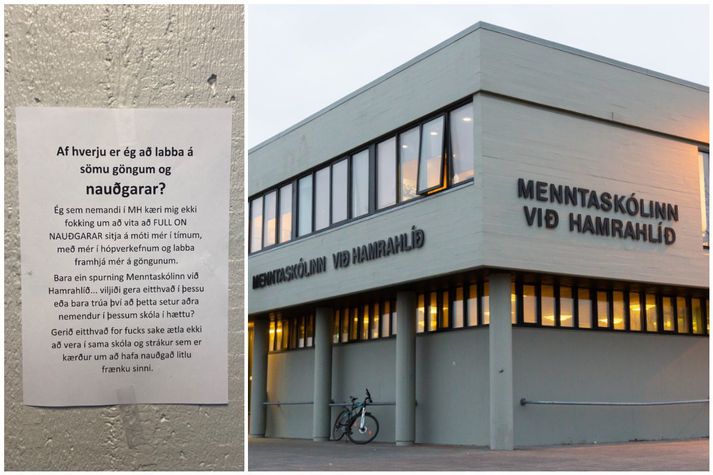 Af hverju er ég að labba á
sömu göngum og
nauðgarar?
Ég sem nemandi í MH kæri mig ekki
fokking um að vita að FULL ON
NAUÐGARAR sitja á móti mér í tímum,
með mér í hópverkefnum og labba
framhjá mér á göngunum.
Bara ein spurning Menntaskólinn við
Hamrahlíð... viljiði gera eitthvað í þessu
eða bara trúa því að þetta setur aðra
nemendur í þessum skóla í hættu?
Gerið eitthvað for fucks sake ætla ekki
að vera í sama skóla og strákur sem er
kærður um að hafa nauðgað litlu
frænku sinni.
MENNTASKÓLINN VIÐ HAMRAHLÍÐ
MENNTASKÓLINN
VIÐ HAMRAHLÍÐ